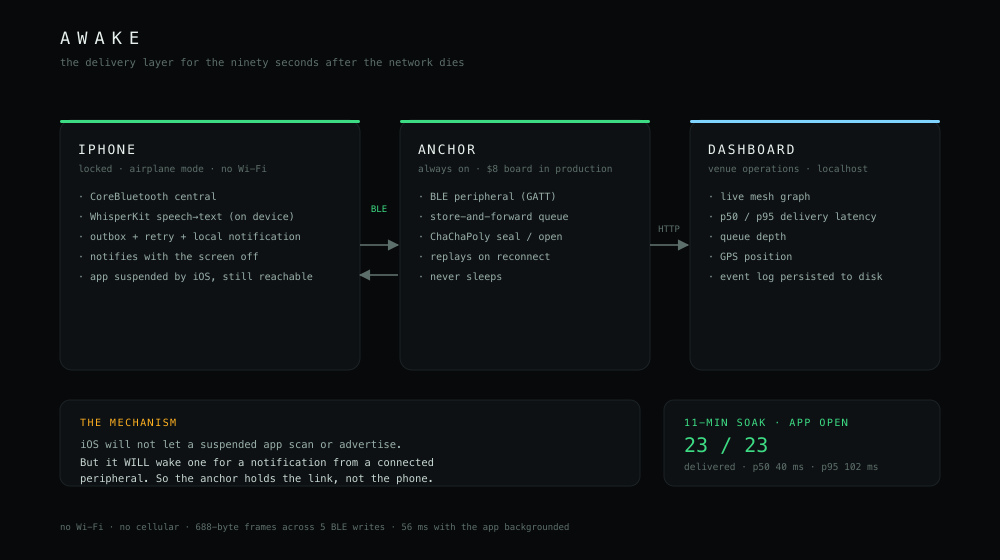 AWAKE
the delivery layer for the ninety seconds after the network dies
IPHONE
locked · airplane mode · no Wi-Fi
· CoreBluetooth central
· WhisperKit speech→text (on device)
· outbox + retry + local notification
· notifies with the screen off
· app suspended by iOS, still reachable
BLE
ANCHOR
always on · $8 board in production
· BLE peripheral (GATT)
· store-and-forward queue
· ChaChaPoly seal / open
· replays on reconnect
· never sleeps
HTTP
DASHBOARD
venue operations · localhost
· live mesh graph
· p50 / p95 delivery latency
· queue depth
· GPS position
· event log persisted to disk
THE MECHANISM
iOS will not let a suspended app scan or advertise.
But it WILL wake one for a notification from a connected
peripheral. So the anchor holds the link, not the phone.
11-MIN SOAK · APP OPEN
23 / 23
delivered · p50 40 ms · p95 102 ms
no Wi-Fi · no cellular · 688-byte frames across 5 BLE writes · 56 ms with the app backgrounded